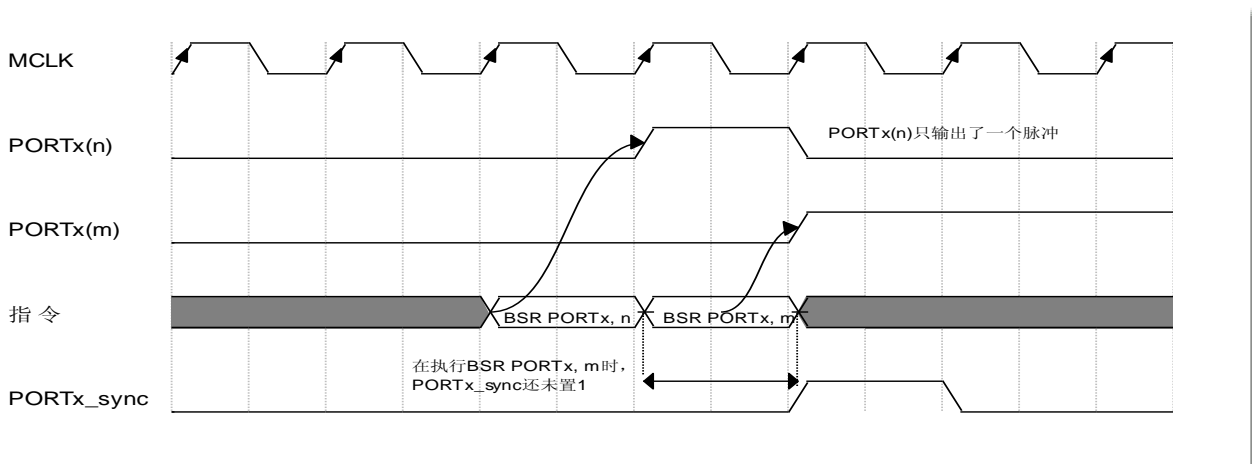 MCLK
PORTx(n)
PORTx(n)只输出了一个脉冲
PORTx(m)
指令
BSR PORTx, n
BSR PORTx, m
在执行BSR PORTx, m时，
PORTx_sync还未置1
PORTx_sync